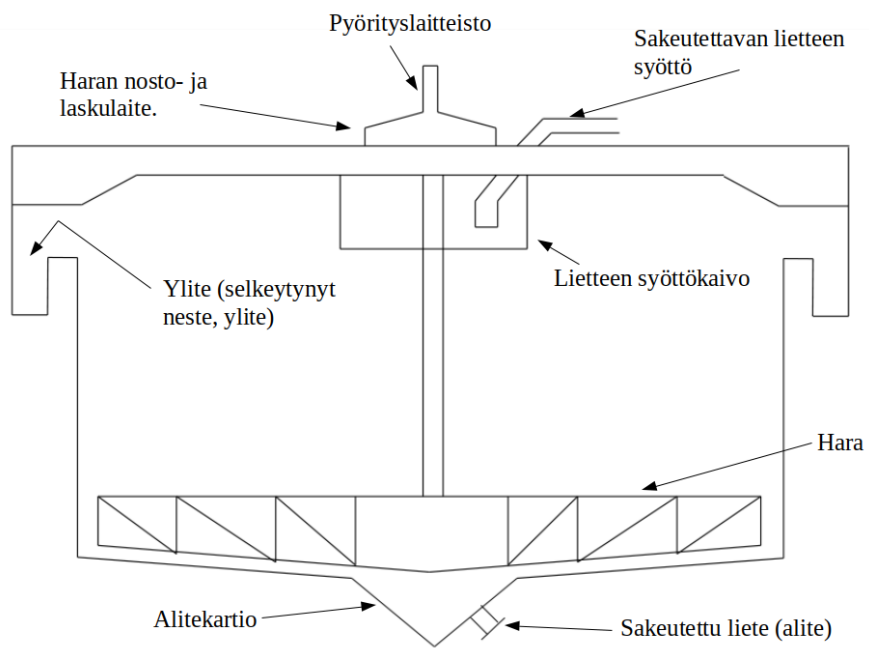 Pyörityslaitteisto
Sakeutettavan lietteen
syöttö
Haran nosto- ja
laskulaite.
Lietteen syöttökaivo
Ylite (selkeytynyt
neste, ylite)
Hara
Alitekartio
Sakeutettu liete (alite)